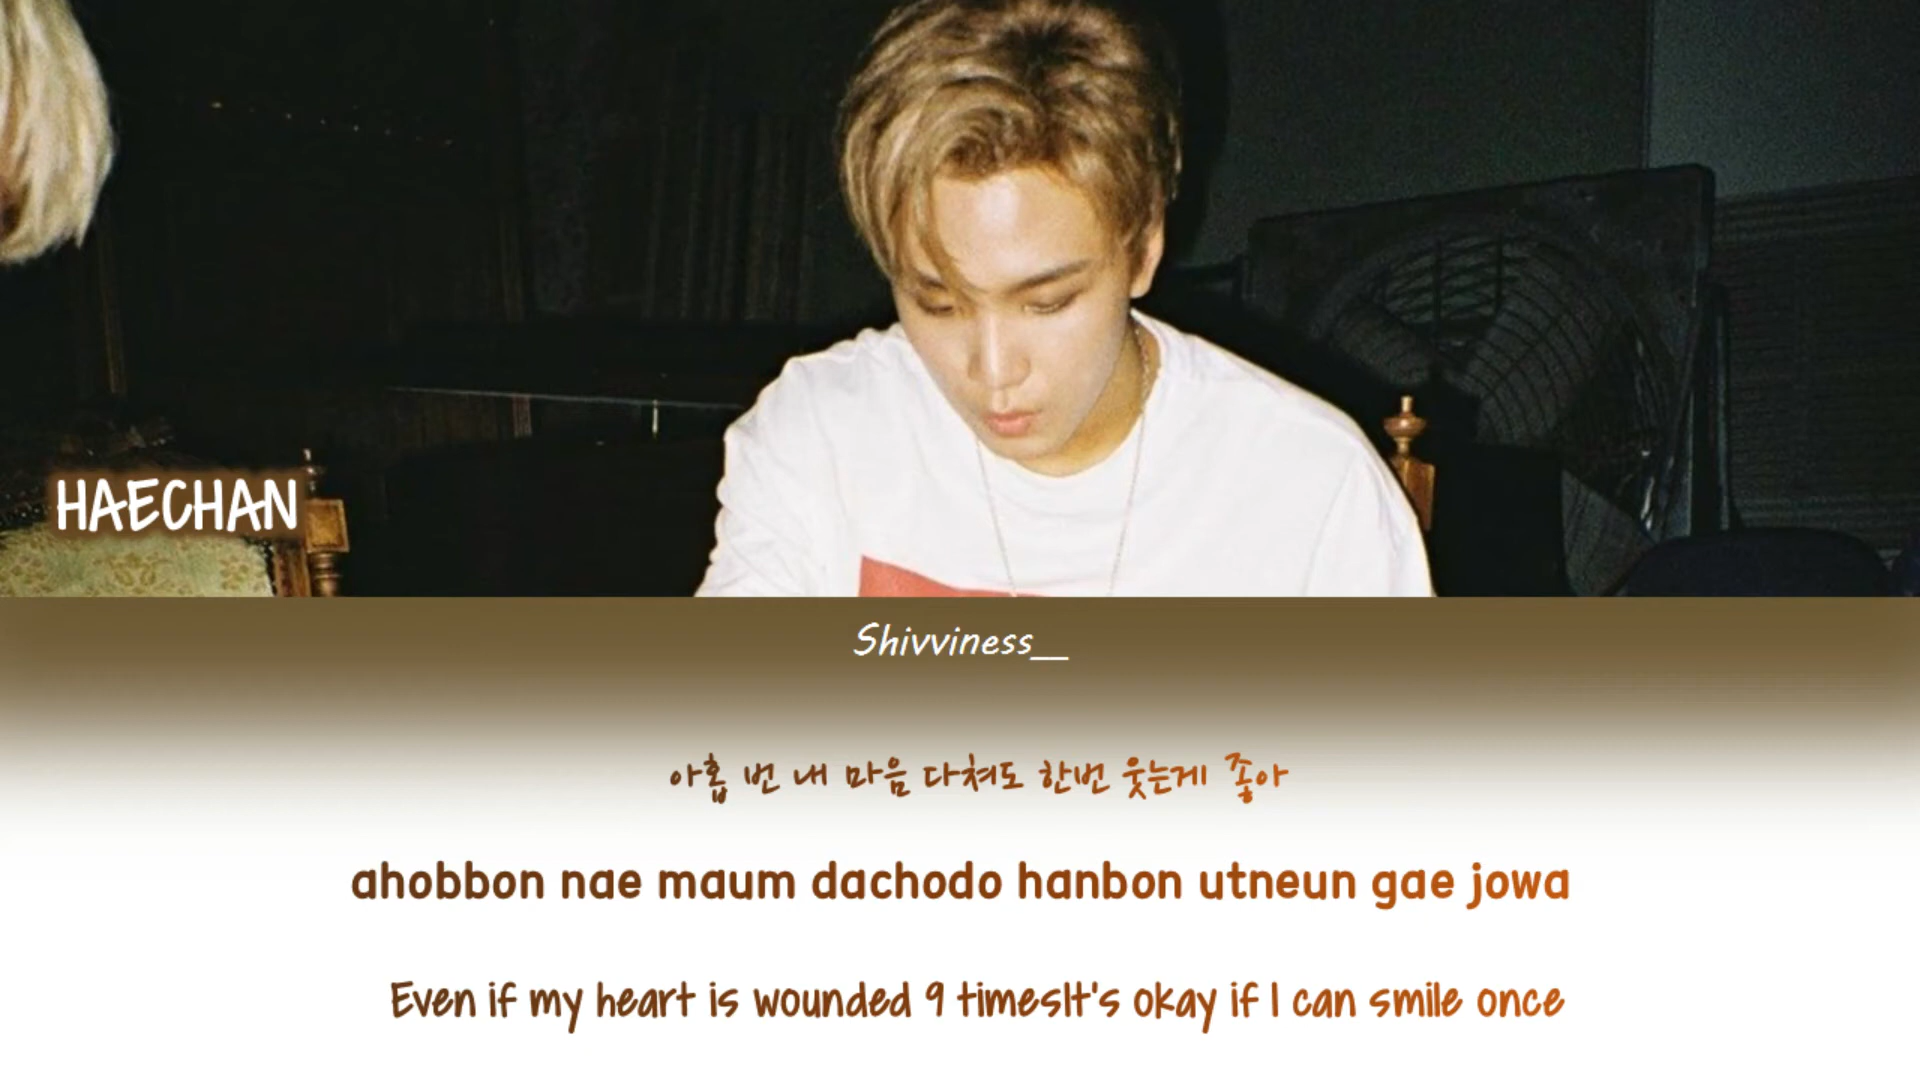 HAECHAN
Shivviness__
아홉 번 내 마음 다쳐도 한번 웃는게 좋아
ahobbon nae maum dachodo hanbon utneun gae jowa
Even if my heart is wounded 9 timesIt's okay if I can smile once